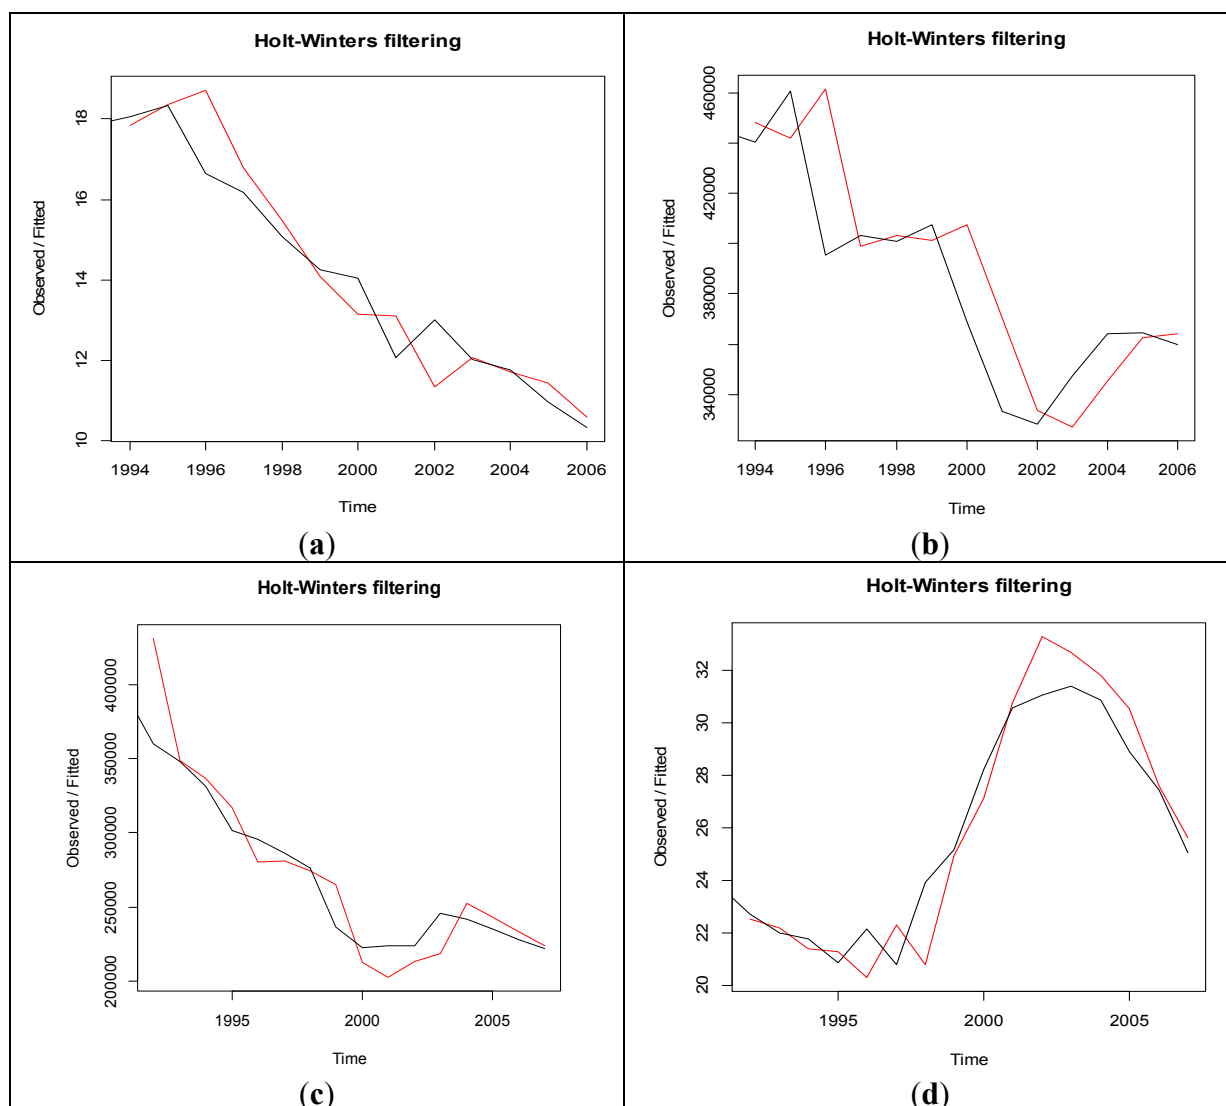 Holt-Winters filtering
Observed / Fitted
18
16
14
12
10
1994 1996 1998 2000 2002 2004 2006
Time
(a)
Holt-Winters filtering
Observed / Fitted
460000
420000
380000
340000
1994 1996 1998 2000 2002 2004 2006
Time
(b)
Holt-Winters filtering
Observed / Fitted
400000
350000
300000
250000
200000
1995 2000 2005
Time
(c)
Holt-Winters filtering
Observed / Fitted
32
30
28
26
24
22
20
1995 2000 2005
Time
(d)